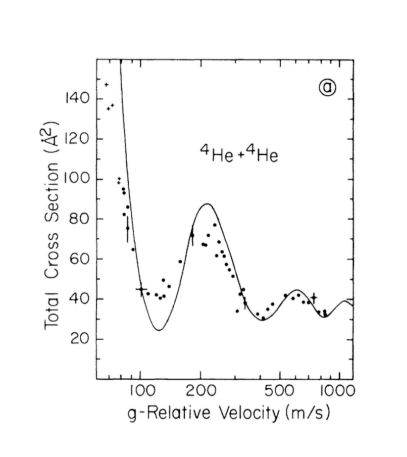 ⓐ
⁴He + ⁴He
Total Cross Section (Å²)
140
120
100
80
60
40
20
100 200 500 1000
g-Relative Velocity (m/s)